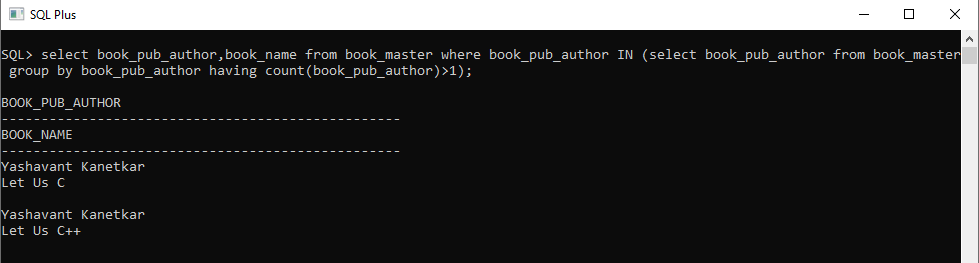 SQL Plus
SQL> select book_pub_author,book_name from book_master where book_pub_author IN (select book_pub_author from book_master
 group by book_pub_author having count(book_pub_author)>1);
BOOK_PUB_AUTHOR
--------------------------------------------------
BOOK_NAME
--------------------------------------------------
Yashavant Kanetkar
Let Us C
Yashavant Kanetkar
Let Us C++